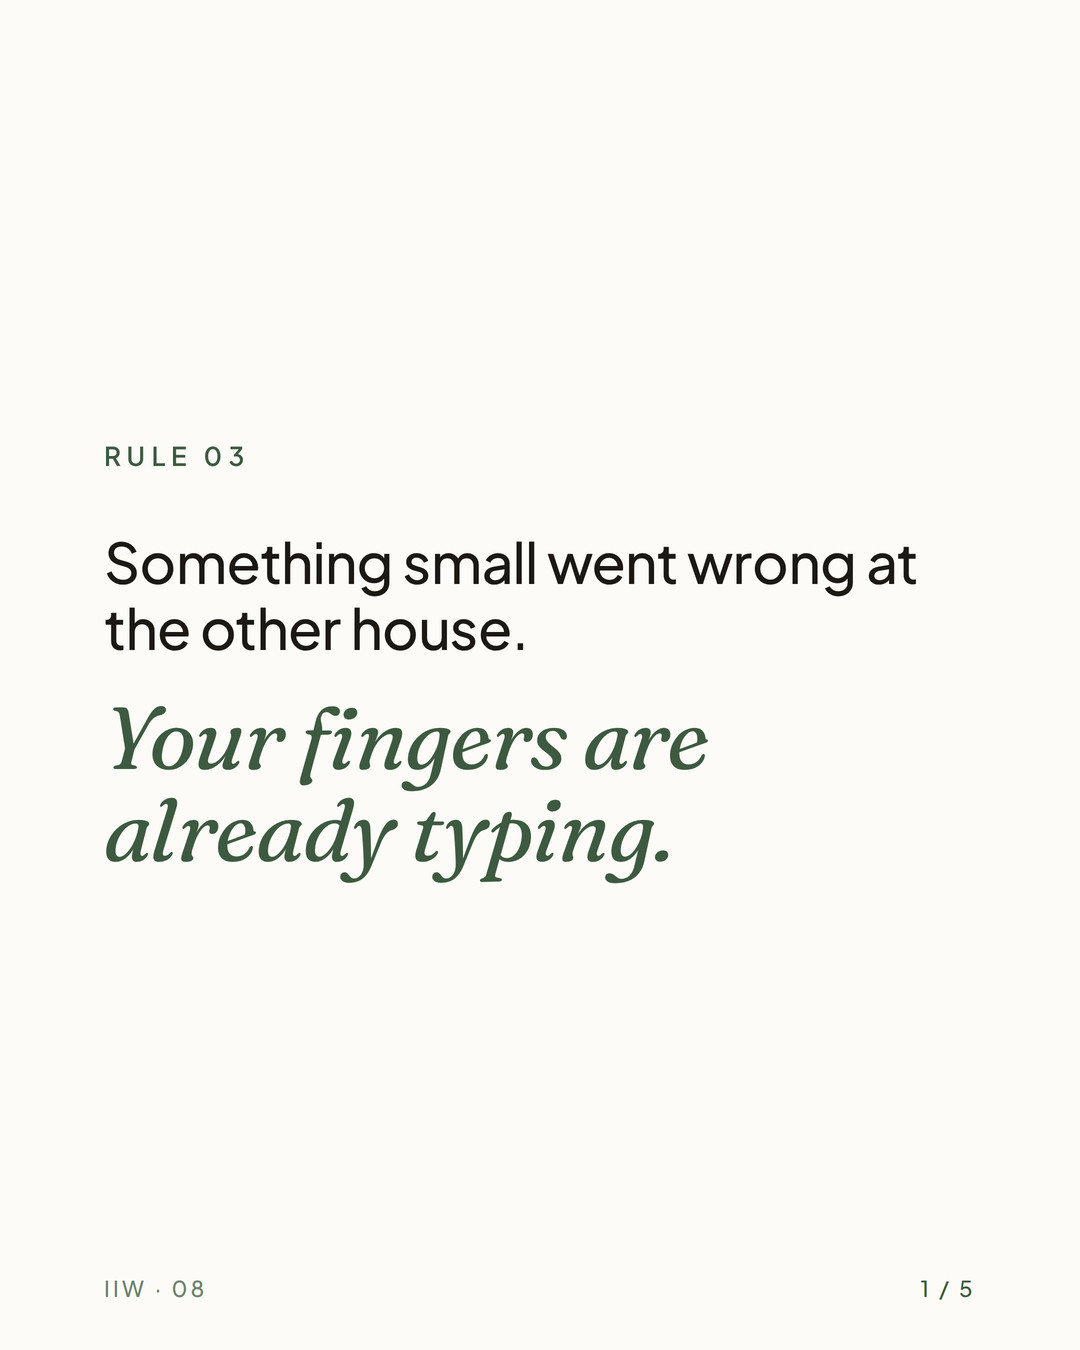 RULE 03
Something small went wrong at
the other house.
Your fingers are
already typing.
IIW · 08
1 / 5